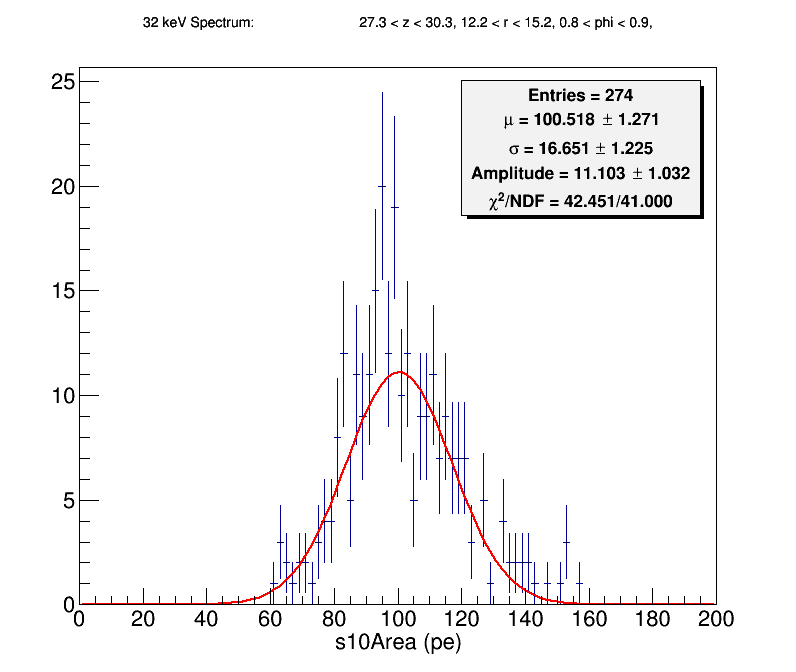 32 keV Spectrum: 27.3 < z < 30.3, 12.2 < r < 15.2, 0.8 < phi < 0.9,
Entries = 274
μ = 100.518 ± 1.271
σ = 16.651 ± 1.225
Amplitude = 11.103 ± 1.032
χ²/NDF = 42.451/41.000
25
20
15
10
5
0
0 20 40 60 80 100 120 140 160 180 200
s10Area (pe)